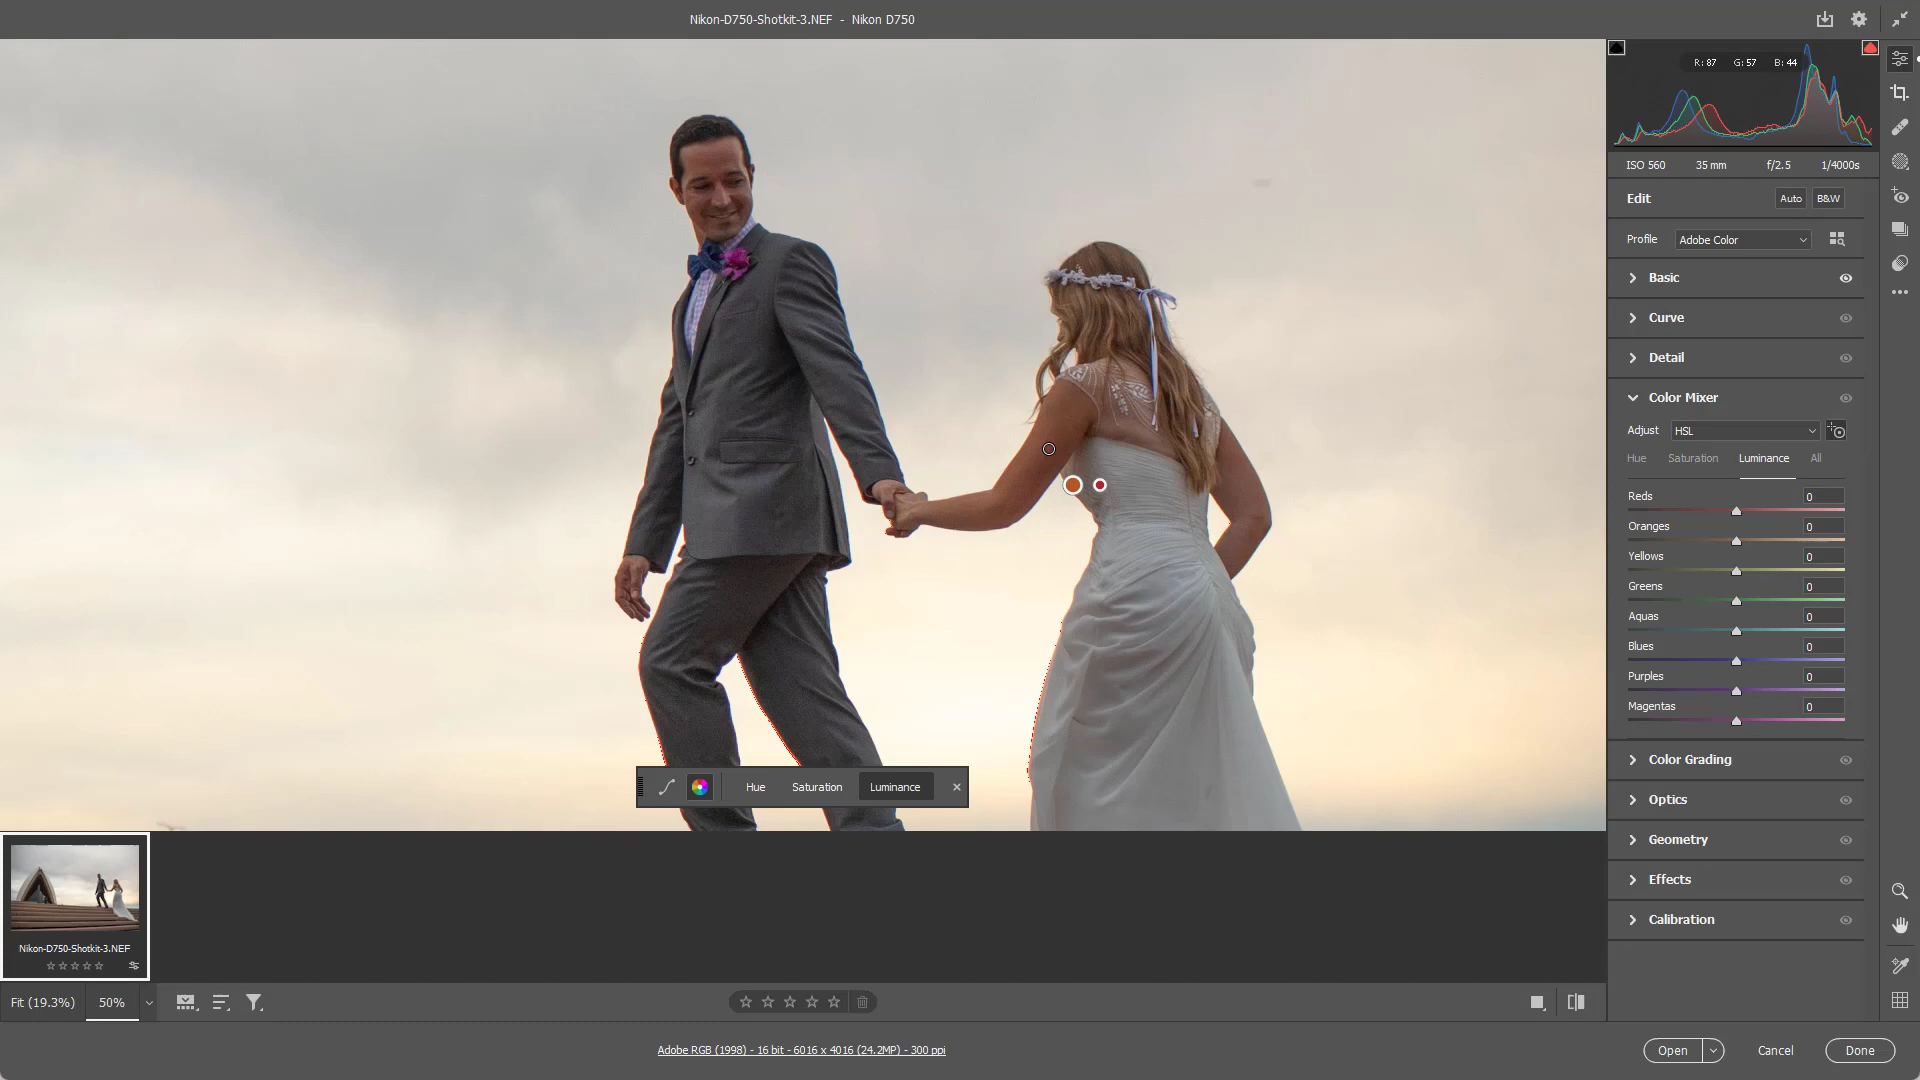 Nikon-D750-Shotkit-3.NEF - Nikon D750
R: 87 G: 57 B: 44
ISO 560 35 mm f/2.5 1/4000s
Edit Auto B&W
Profile Adobe Color
Basic
Curve
Detail
Color Mixer
Adjust HSL
Hue Saturation Luminance All
Reds 0
Oranges 0
Yellows 0
Greens 0
Aquas 0
Blues 0
Purples 0
Magentas 0
Color Grading
Optics
Geometry
Effects
Calibration
Hue Saturation Luminance
Nikon-D750-Shotkit-3.NEF
Fit (19.3%) 50%
Adobe RGB (1998) - 16 bit - 6016 x 4016 (24.2MP) - 300 ppi
Open Cancel Done